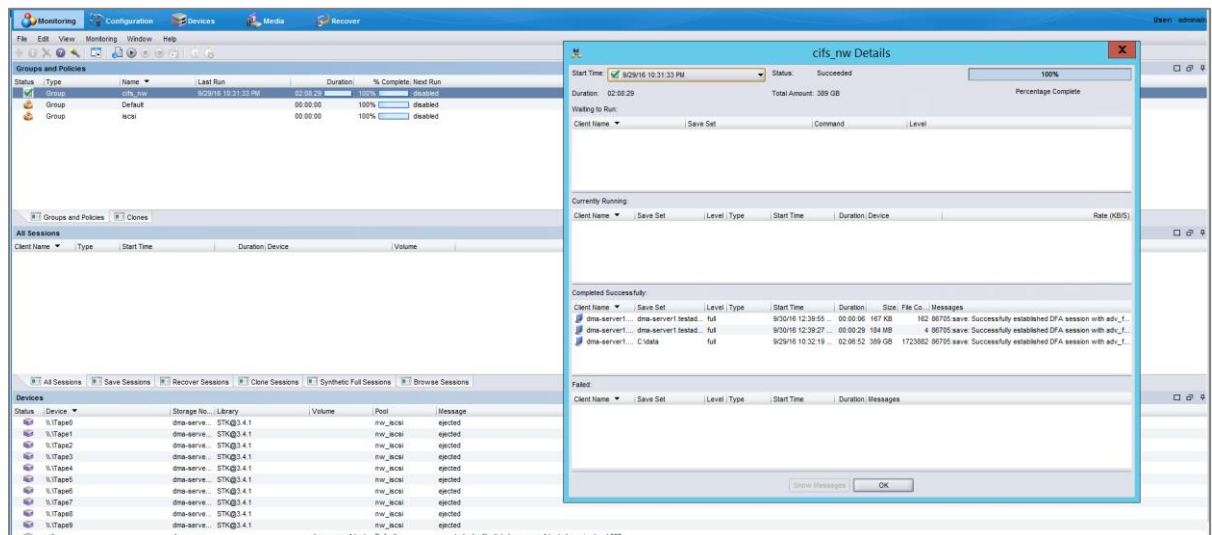 Monitoring Configuration Devices Media Recover
User: administ
File Edit View Monitoring Window Help
Groups and Policies
Status Type Name Last Run Duration % Complete Next Run
Group cifs_nw 9/29/16 10:31:33 PM 02:08:29 100% disabled
Group Default 00:00:00 100% disabled
Group iscsi 00:00:00 100% disabled
Groups and Policies Clones
All Sessions
Client Name Type Start Time Duration Device Volume
All Sessions Save Sessions Recover Sessions Clone Sessions Synthetic Full Sessions Browse Sessions
Devices
Status Device Storage No... Library Volume Pool Message
\\.\Tape0 dma-serve... STK@3.4.1 nw_iscsi ejected
\\.\Tape1 dma-serve... STK@3.4.1 nw_iscsi ejected
\\.\Tape2 dma-serve... STK@3.4.1 nw_iscsi ejected
\\.\Tape3 dma-serve... STK@3.4.1 nw_iscsi ejected
\\.\Tape4 dma-serve... STK@3.4.1 nw_iscsi ejected
\\.\Tape5 dma-serve... STK@3.4.1 nw_iscsi ejected
\\.\Tape6 dma-serve... STK@3.4.1 nw_iscsi ejected
\\.\Tape7 dma-serve... STK@3.4.1 nw_iscsi ejected
\\.\Tape8 dma-serve... STK@3.4.1 nw_iscsi ejected
\\.\Tape9 dma-serve... STK@3.4.1 nw_iscsi ejected
cifs_nw Details
X
Start Time: 9/29/16 10:31:33 PM Status: Succeeded 100%
Duration: 02:08:29 Total Amount: 389 GB Percentage Complete
Waiting to Run:
Client Name Save Set Command Level
Currently Running:
Client Name Save Set Level Type Start Time Duration Device Rate (KB/S)
Completed Successfully:
Client Name Save Set Level Type Start Time Duration Size File Co... Messages
dma-server1.... dma-server1.testad... full 9/30/16 12:39:55 ... 00:00:06 167 KB 162 86705:save: Successfully established DFA session with adv_f...
dma-server1.... dma-server1.testad... full 9/30/16 12:39:27 ... 00:00:29 184 MB 4 86705:save: Successfully established DFA session with adv_f...
dma-server1.... C:\data full 9/29/16 10:32:19 ... 02:06:52 389 GB 1723882 86705:save: Successfully established DFA session with adv_f...
Failed:
Client Name Save Set Level Type Start Time Duration Messages
Show Messages OK